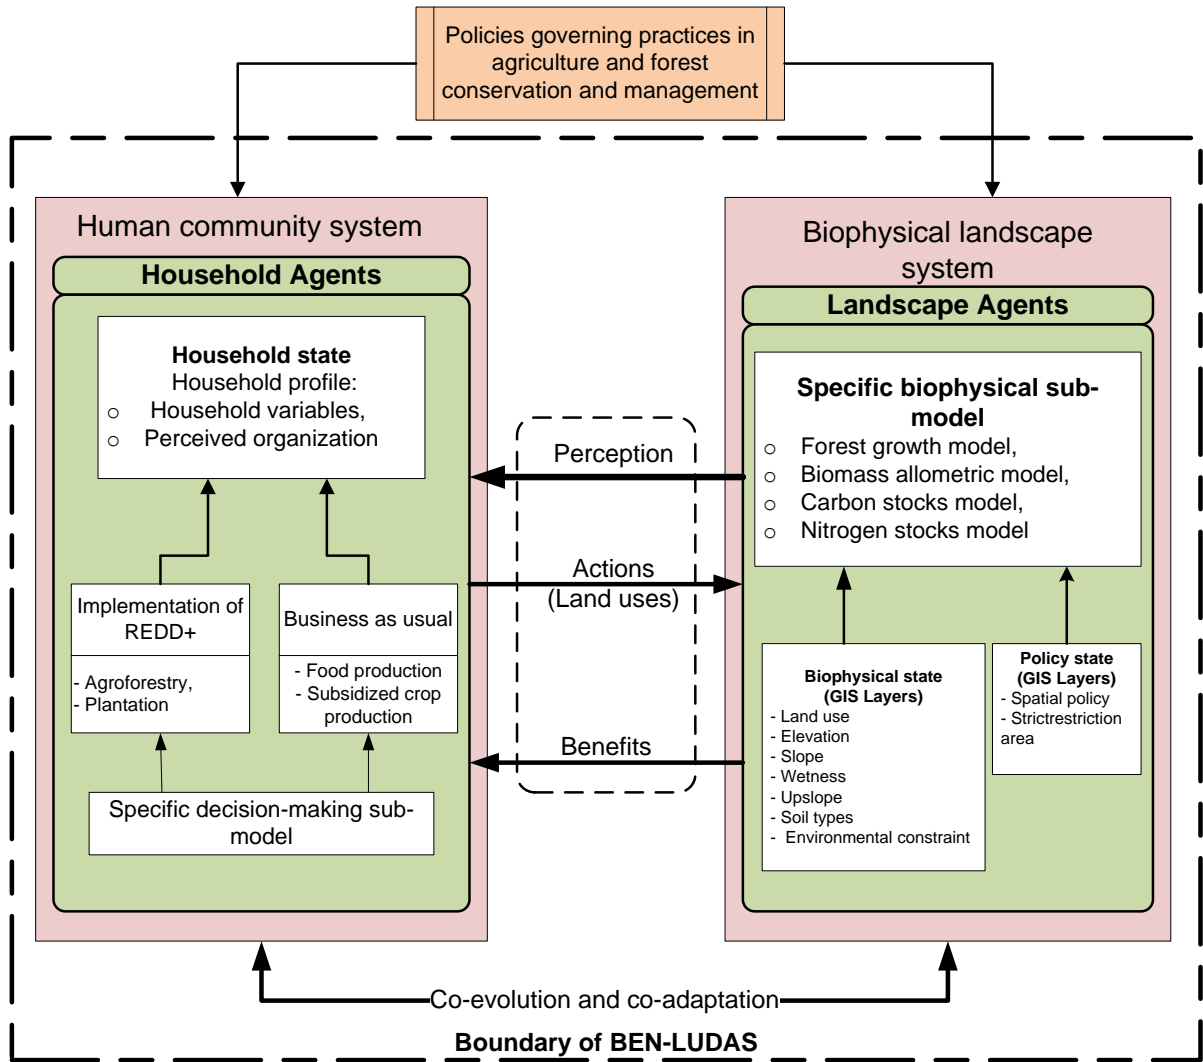 Policies governing practices in
agriculture and forest
conservation and management
Human community system
Household Agents
Household state
Household profile:
o Household variables,
o Perceived organization
Implementation of
REDD+
- Agroforestry,
- Plantation
Business as usual
- Food production
- Subsidized crop
production
Specific decision-making sub-
model
Perception
Actions
(Land uses)
Benefits
Biophysical landscape
system
Landscape Agents
Specific biophysical sub-
model
o Forest growth model,
o Biomass allometric model,
o Carbon stocks model,
o Nitrogen stocks model
Biophysical state
(GIS Layers)
- Land use
- Elevation
- Slope
- Wetness
- Upslope
- Soil types
- Environmental constraint
Policy state
(GIS Layers)
- Spatial policy
- Strictrestriction
area
Co-evolution and co-adaptation
Boundary of BEN-LUDAS